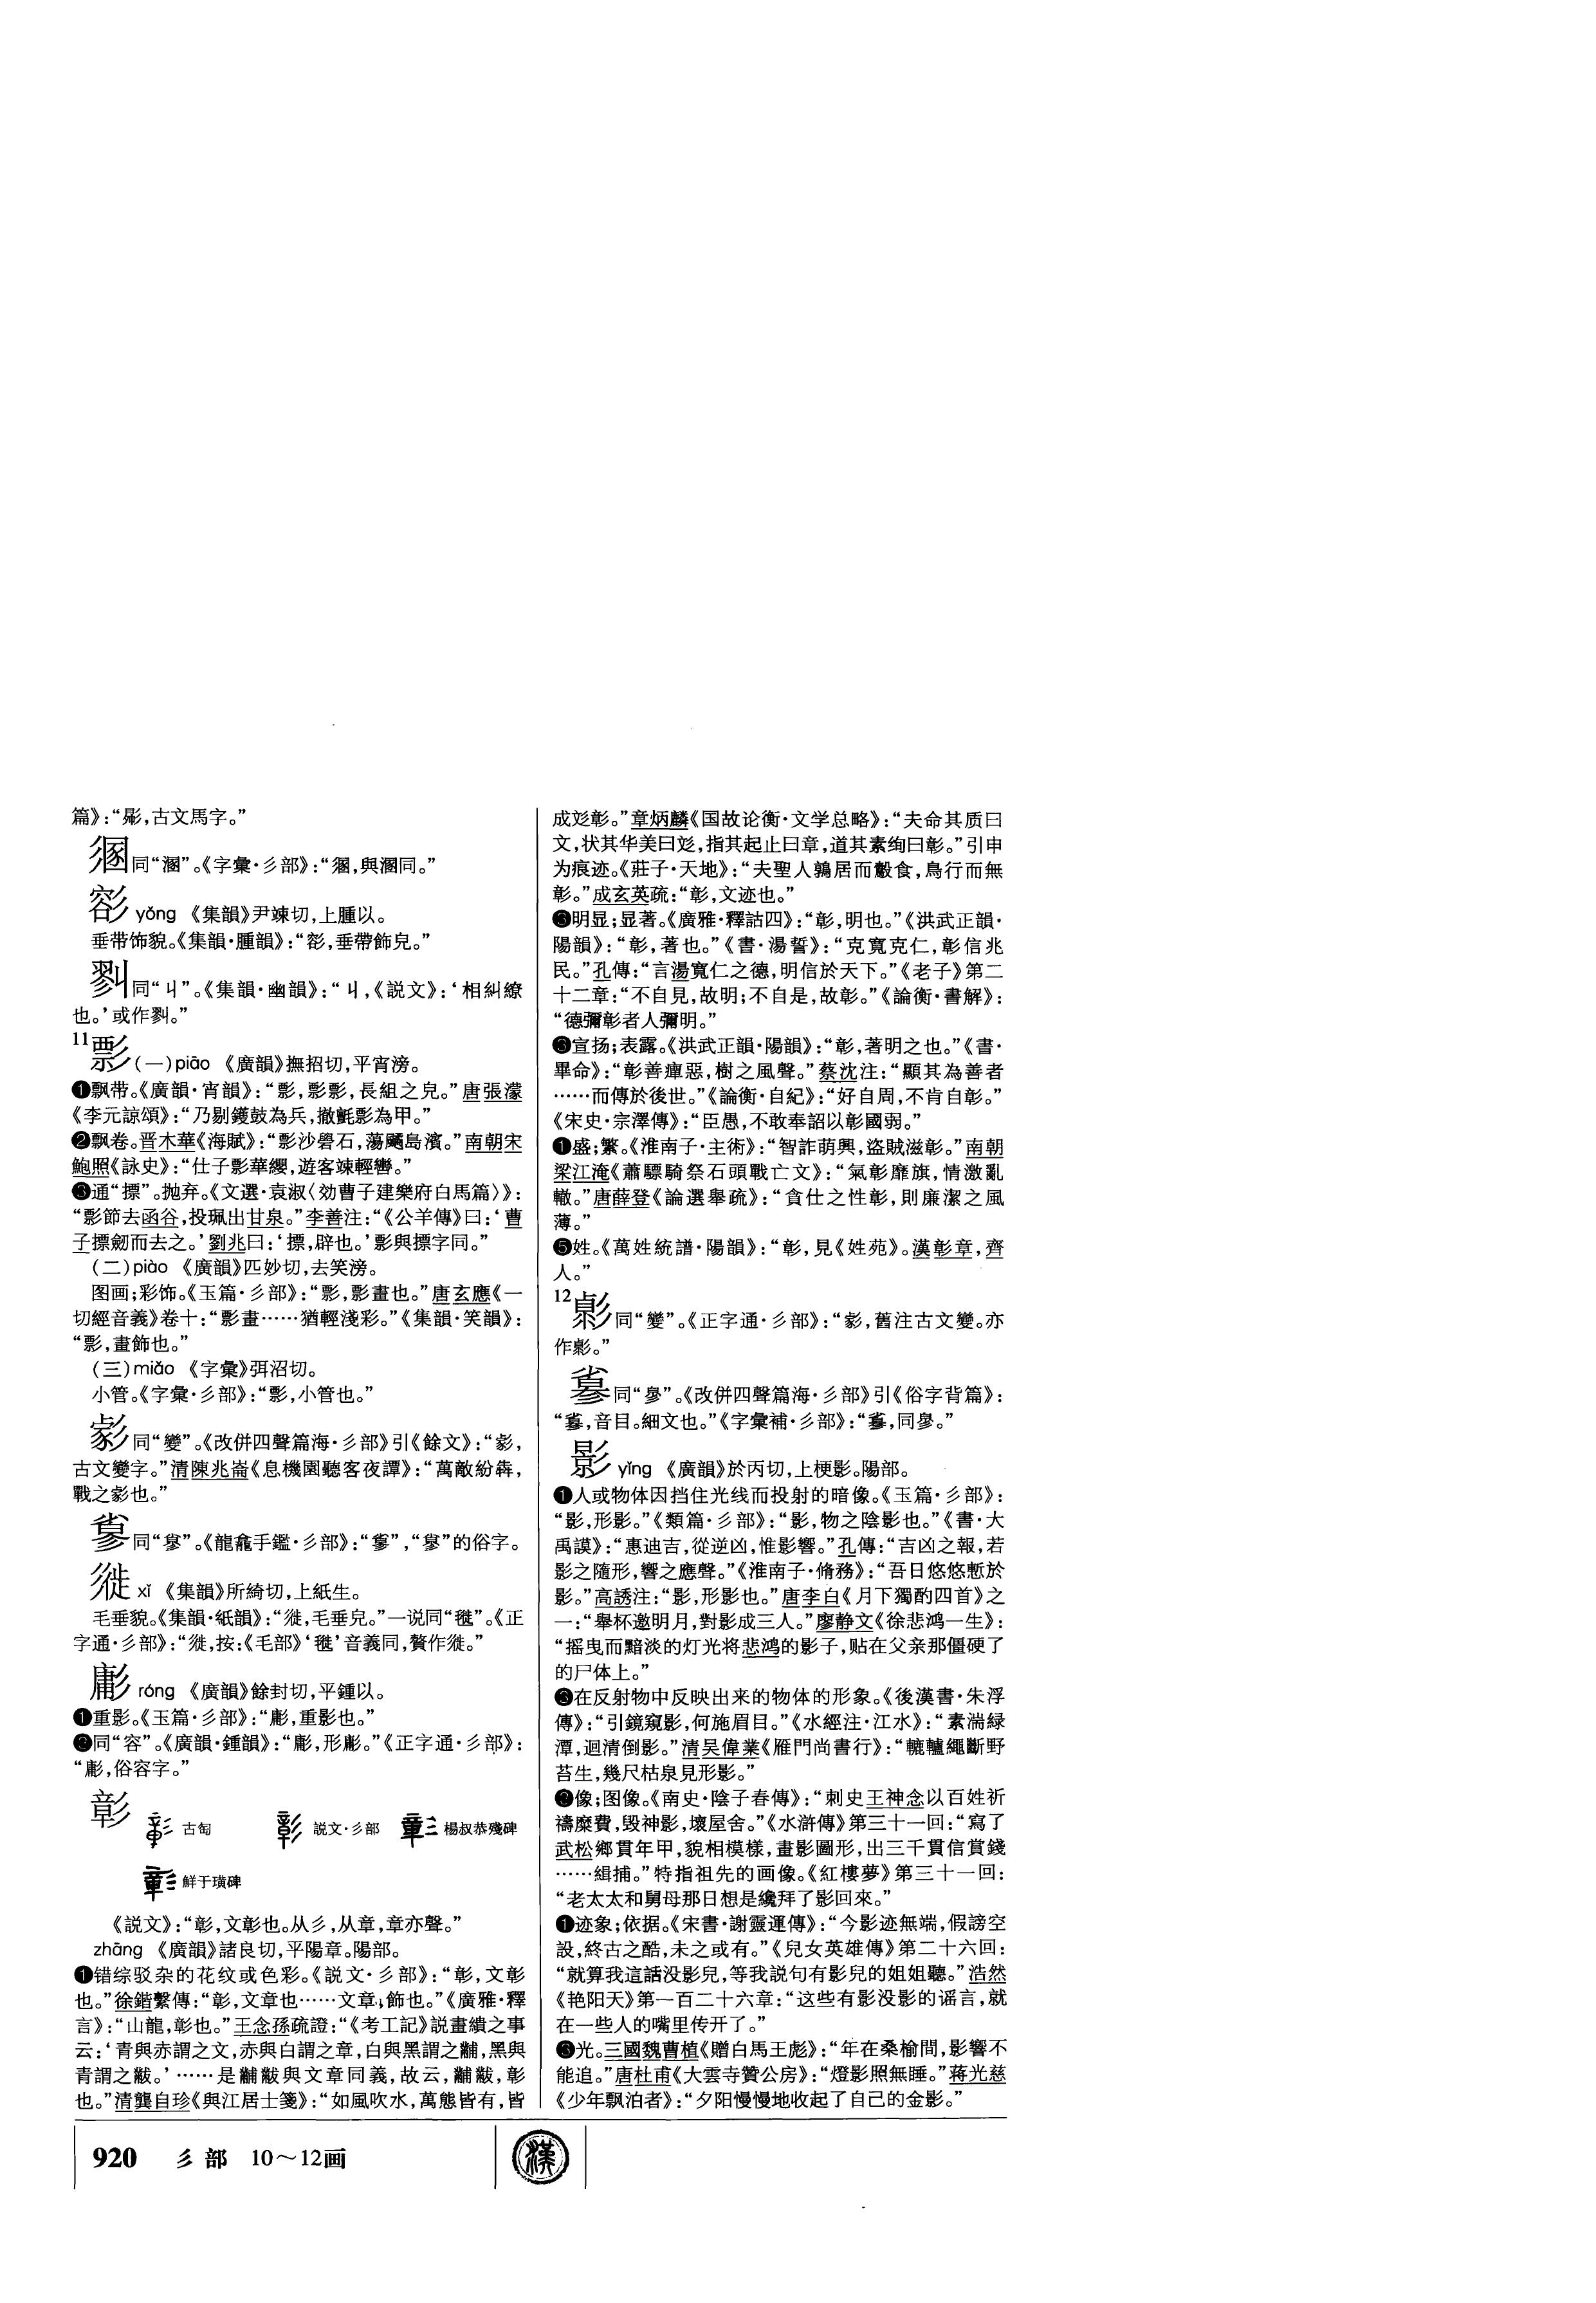 篇》：“𢒠，古文馬字。”
同“溷”。《字彙·彡部》：“，與溷同。”
yǒng 《集韻》尹竦切，上腫以。
垂带饰貌。《集韻·腫韻》：“，垂帶飾皃。”
同“丩”。《集韻·幽韻》：“丩，《説文》：‘相糾繚
也。’或作。”
11 彯（一）piāo 《廣韻》撫招切，平宵滂。
❶飘带。《廣韻·宵韻》：“彯，彯彯，長組之皃。”唐張濛
《李元諒頌》：“乃剔鑊鼓為兵，撤氈彯為甲。”
❷飘卷。晋木華《海賦》：“彯沙礐石，蕩䬍島濱。”南朝宋
鮑照《詠史》：“仕子彯華纓，遊客竦輕轡。”
❸通“摽”。抛弃。《文選·袁淑〈効曹子建樂府白馬篇〉》：
“彯節去函谷，投珮出甘泉。”李善注：“《公羊傳》曰：‘曹
子摽劒而去之。’劉兆曰：‘摽，辟也。’彯與摽字同。”
（二）piào 《廣韻》匹妙切，去笑滂。
图画；彩饰。《玉篇·彡部》：“彯，彯畫也。”唐玄應《一
切經音義》卷十：“彯畫……猶輕淺彩。”《集韻·笑韻》：
“彯，畫飾也。”
（三）miǎo 《字彙》弭沼切。
小管。《字彙·彡部》：“彯，小管也。”
同“變”。《改併四聲篇海·彡部》引《餘文》：“，
古文變字。”清陳兆崙《息機園聽客夜譚》：“萬敵紛犇，
戰之也。”
同“㣎”。《龍龕手鑑·彡部》：“”，“㣎”的俗字。
xǐ 《集韻》所綺切，上紙生。
毛垂貌。《集韻·紙韻》：“，毛垂皃。”一说同“”。《正
字通·彡部》：“，按：《毛部》‘’音義同，贅作。”
㣑 róng 《廣韻》餘封切，平鍾以。
❶重影。《玉篇·彡部》：“㣑，重影也。”
❷同“容”。《廣韻·鍾韻》：“㣑，形㣑。”《正字通·彡部》：
“㣑，俗容字。”
彰 古匋 説文·彡部 楊叔恭殘碑
鮮于璜碑
《説文》：“彰，文彰也。从彡，从章，章亦聲。”
zhāng 《廣韻》諸良切，平陽章。陽部。
❶错综驳杂的花纹或色彩。《説文·彡部》：“彰，文彰
也。”徐鍇繫傳：“彰，文章也……文章，飾也。”《廣雅·釋
言》：“山龍，彰也。”王念孫疏證：“《考工記》説畫繢之事
云：‘青與赤謂之文，赤與白謂之章，白與黑謂之黼，黑與
青謂之黻。’……是黼黻與文章同義，故云，黼黻，彰
也。”清龔自珍《與江居士箋》：“如風吹水，萬態皆有，皆
成彣彰。”章炳麟《国故论衡·文学总略》：“夫命其质曰
文，状其华美曰彣，指其起止曰章，道其素绚曰彰。”引申
为痕迹。《莊子·天地》：“夫聖人鶉居而鷇食，鳥行而無
彰。”成玄英疏：“彰，文迹也。”
❷明显；显著。《廣雅·釋詁四》：“彰，明也。”《洪武正韻·
陽韻》：“彰，著也。”《書·湯誓》：“克寬克仁，彰信兆
民。”孔傳：“言湯寬仁之德，明信於天下。”《老子》第二
十二章：“不自見，故明；不自是，故彰。”《論衡·書解》：
“德彌彰者人彌明。”
❸宣扬；表露。《洪武正韻·陽韻》：“彰，著明之也。”《書·
畢命》：“彰善癉惡，樹之風聲。”蔡沈注：“顯其為善者
……而傳於後世。”《論衡·自紀》：“好自周，不肯自彰。”
《宋史·宗澤傳》：“臣愚，不敢奉詔以彰國弱。”
❹盛；繁。《淮南子·主術》：“智詐萌興，盜賊滋彰。”南朝
梁江淹《蕭驃騎祭石頭戰亡文》：“氣彰靡旗，情激亂
轍。”唐薛登《論選舉疏》：“貪仕之性彰，則廉潔之風
薄。”
❺姓。《萬姓統譜·陽韻》：“彰，見《姓苑》。漢彰章，齊
人。”
12 同“變”。《正字通·彡部》：“，舊注古文變。亦
作。”
同“㣎”。《改併四聲篇海·彡部》引《俗字背篇》：
“，音目。細文也。”《字彙補·彡部》：“，同㣎。”
影 yǐng 《廣韻》於丙切，上梗影。陽部。
❶人或物体因挡住光线而投射的暗像。《玉篇·彡部》：
“影，形影。”《類篇·彡部》：“影，物之陰影也。”《書·大
禹謨》：“惠迪吉，從逆凶，惟影響。”孔傳：“吉凶之報，若
影之隨形，響之應聲。”《淮南子·脩務》：“吾日悠悠慙於
影。”高誘注：“影，形影也。”唐李白《月下獨酌四首》之
一：“舉杯邀明月，對影成三人。”廖静文《徐悲鸿一生》：
“摇曳而黯淡的灯光将悲鸿的影子，贴在父亲那僵硬了
的尸体上。”
❷在反射物中反映出来的物体的形象。《後漢書·朱浮
傳》：“引鏡窺影，何施眉目。”《水經注·江水》：“素湍緑
潭，迴清倒影。”清吴偉業《雁門尚書行》：“轆轤繩斷野
苔生，幾尺枯泉見形影。”
❸像；图像。《南史·陰子春傳》：“刺史王神念以百姓祈
禱糜費，毁神影，壞屋舍。”《水滸傳》第三十一回：“寫了
武松鄉貫年甲，貌相模樣，畫影圖形，出三千貫信賞錢
……緝捕。”特指祖先的画像。《紅樓夢》第三十一回：
“老太太和舅母那日想是纔拜了影回來。”
❹迹象；依据。《宋書·謝靈運傳》：“今影迹無端，假謗空
設，終古之酷，未之或有。”《兒女英雄傳》第二十六回：
“就算我這話没影兒，等我説句有影兒的姐姐聽。”浩然
《艳阳天》第一百二十六章：“这些有影没影的谣言，就
在一些人的嘴里传开了。”
❺光。三國魏曹植《贈白馬王彪》：“年在桑榆間，影響不
能追。”唐杜甫《大雲寺贊公房》：“燈影照無睡。”蒋光慈
《少年飘泊者》：“夕阳慢慢地收起了自己的金影。”
920 彡部 10～12画
漢